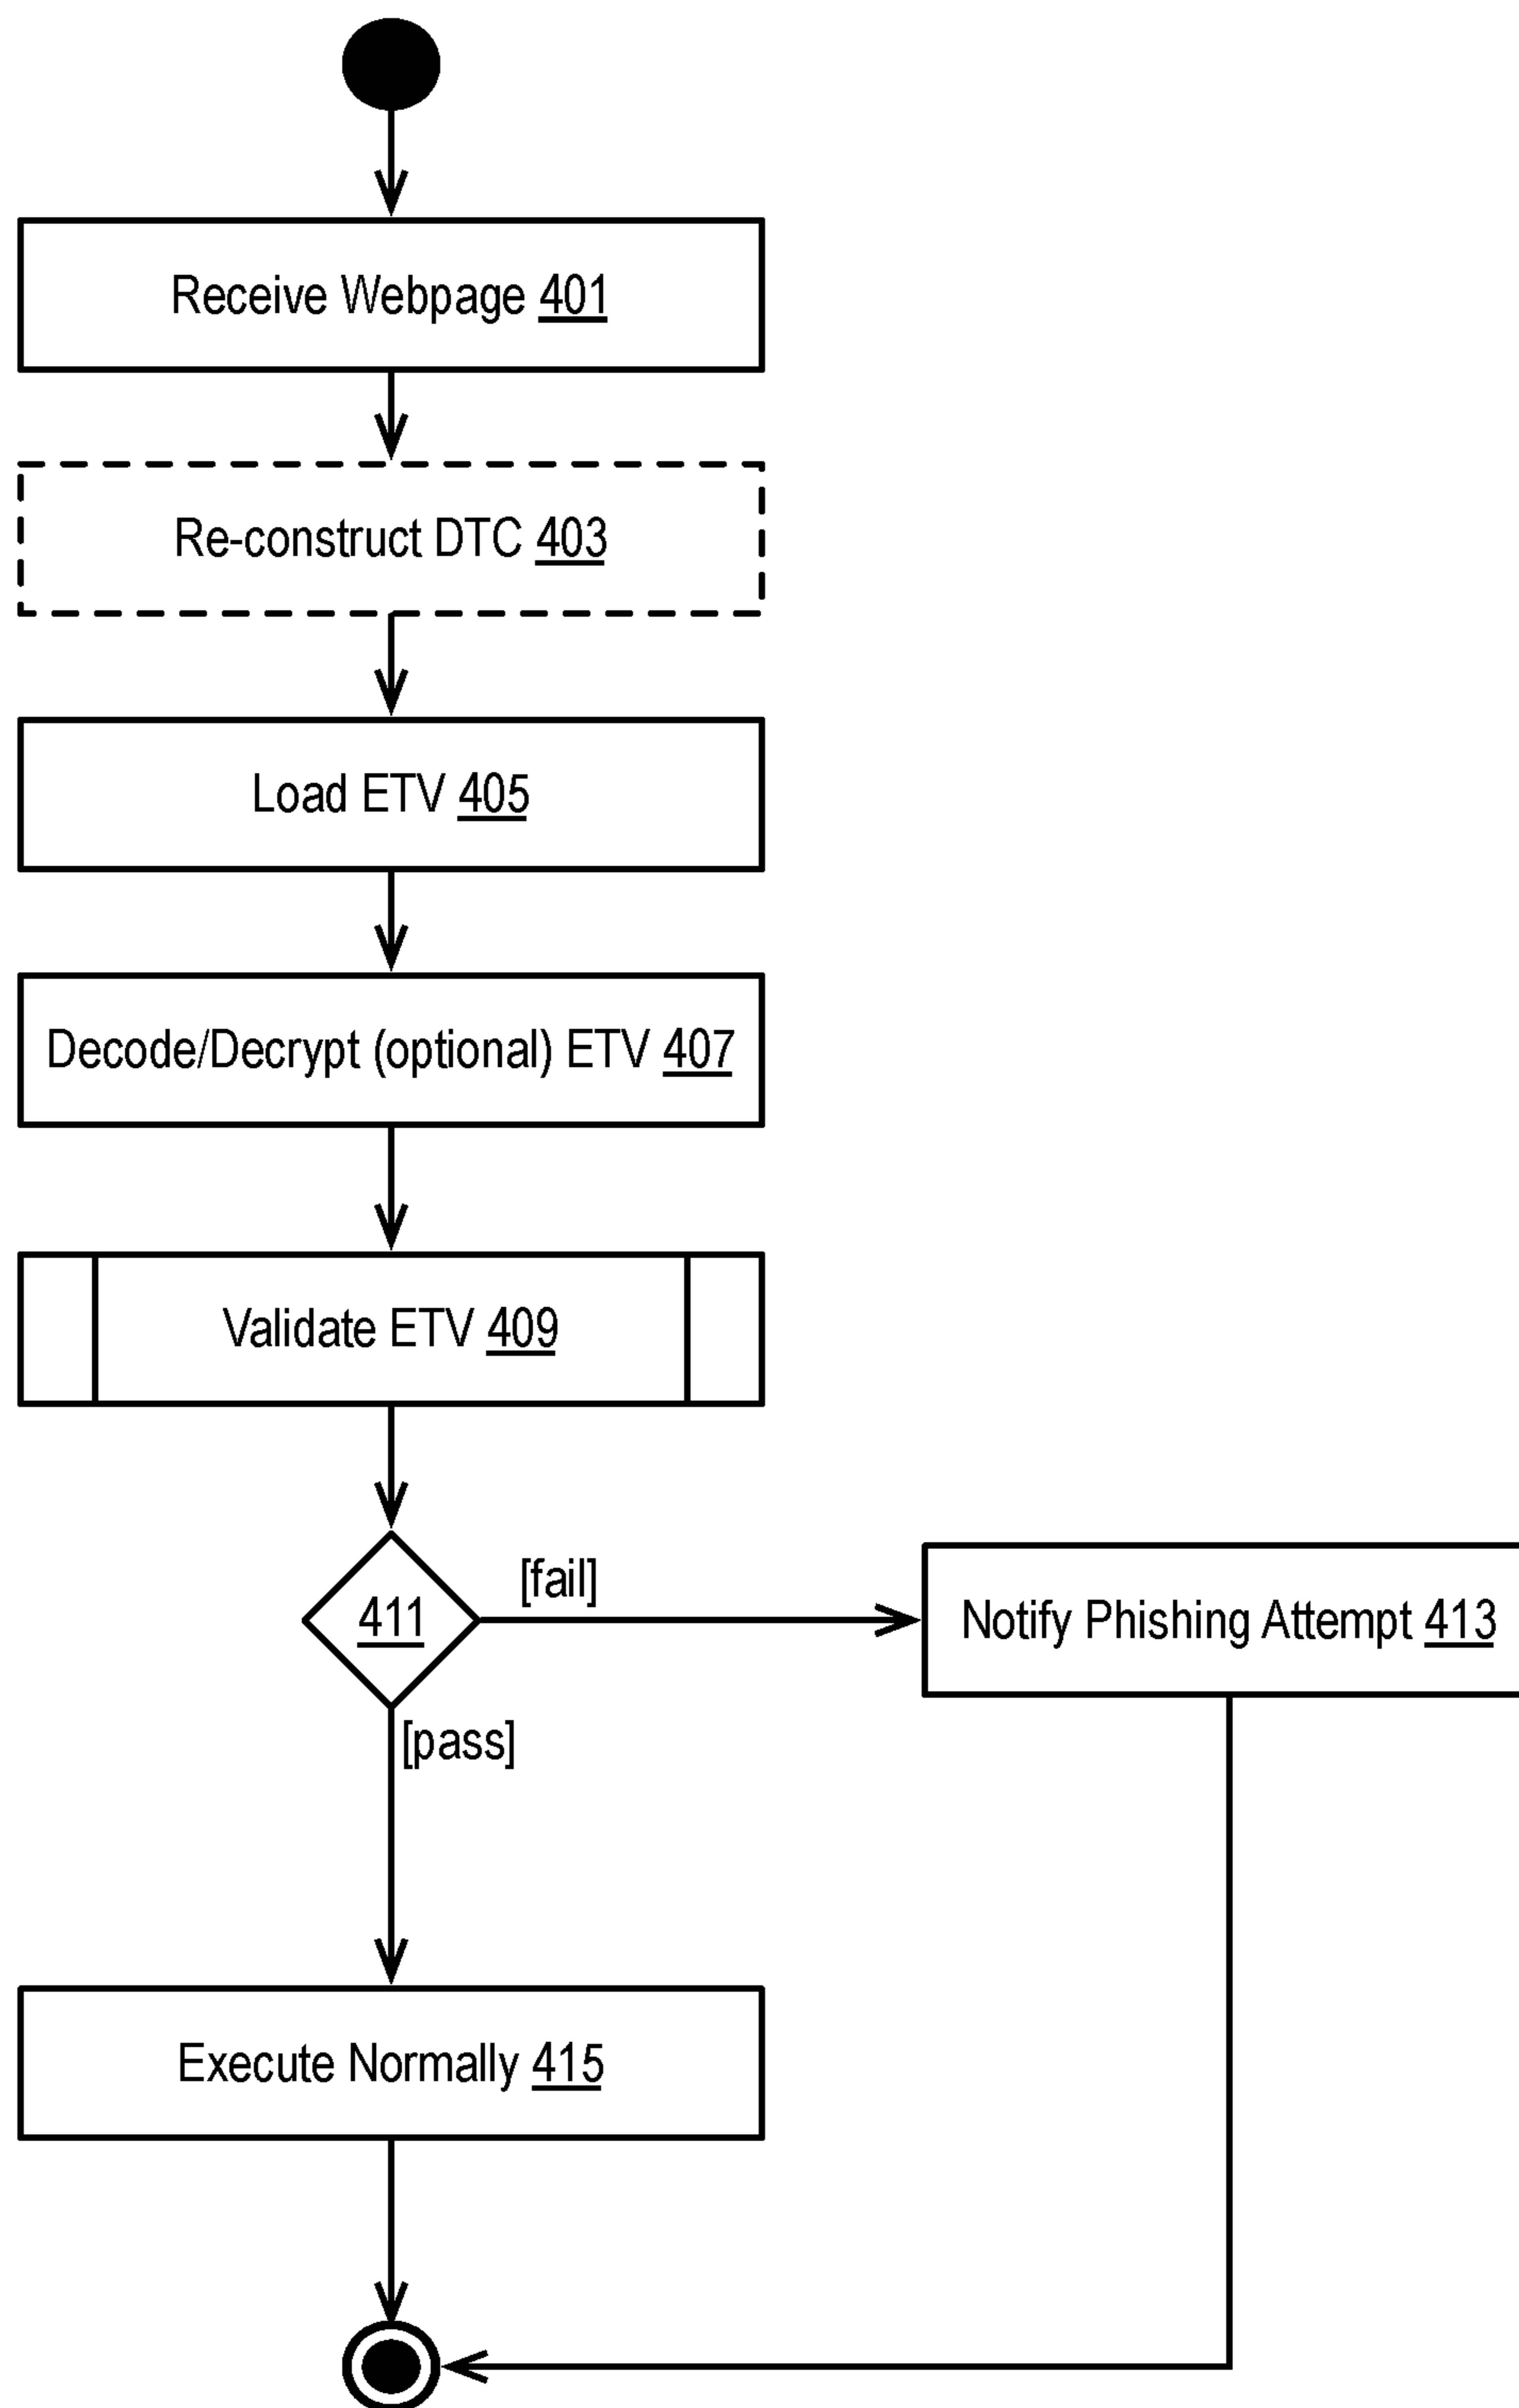 Receive Webpage 401
Re-construct DTC 403
Load ETV 405
Decode/Decrypt (optional) ETV 407
Validate ETV 409
411
[fail]
Notify Phishing Attempt 413
[pass]
Execute Normally 415